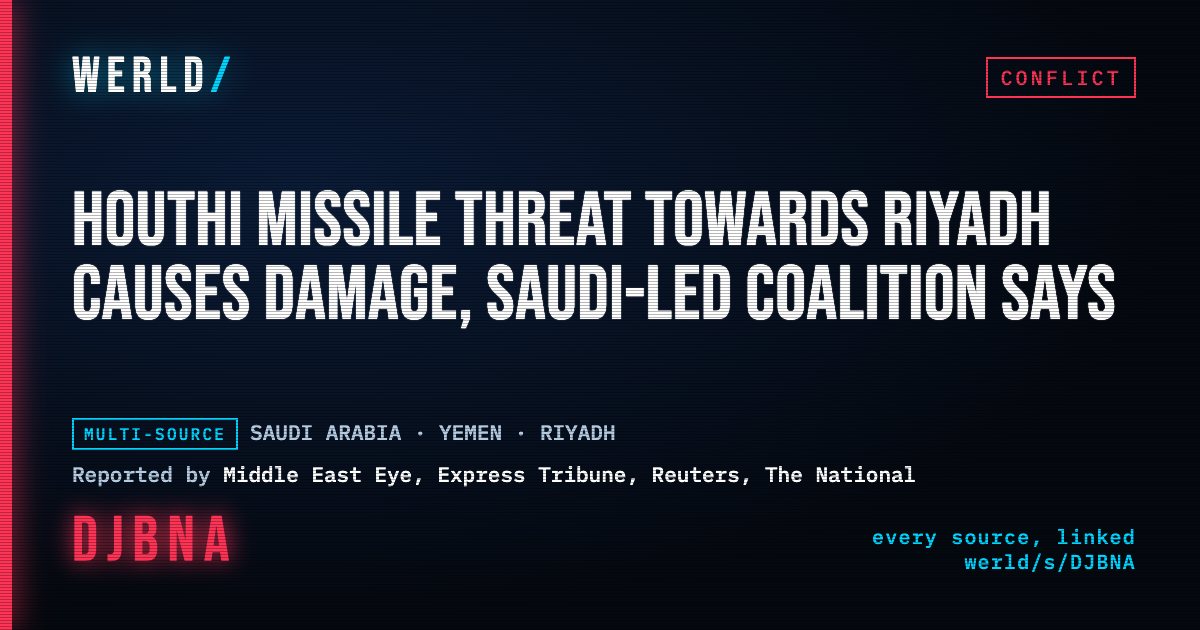 WERLD/
CONFLICT
HOUTHI MISSILE THREAT TOWARDS RIYADH
CAUSES DAMAGE, SAUDI-LED COALITION SAYS
MULTI-SOURCE SAUDI ARABIA · YEMEN · RIYADH
Reported by Middle East Eye, Express Tribune, Reuters, The National
DJBNA
every source, linked
werld/s/DJBNA